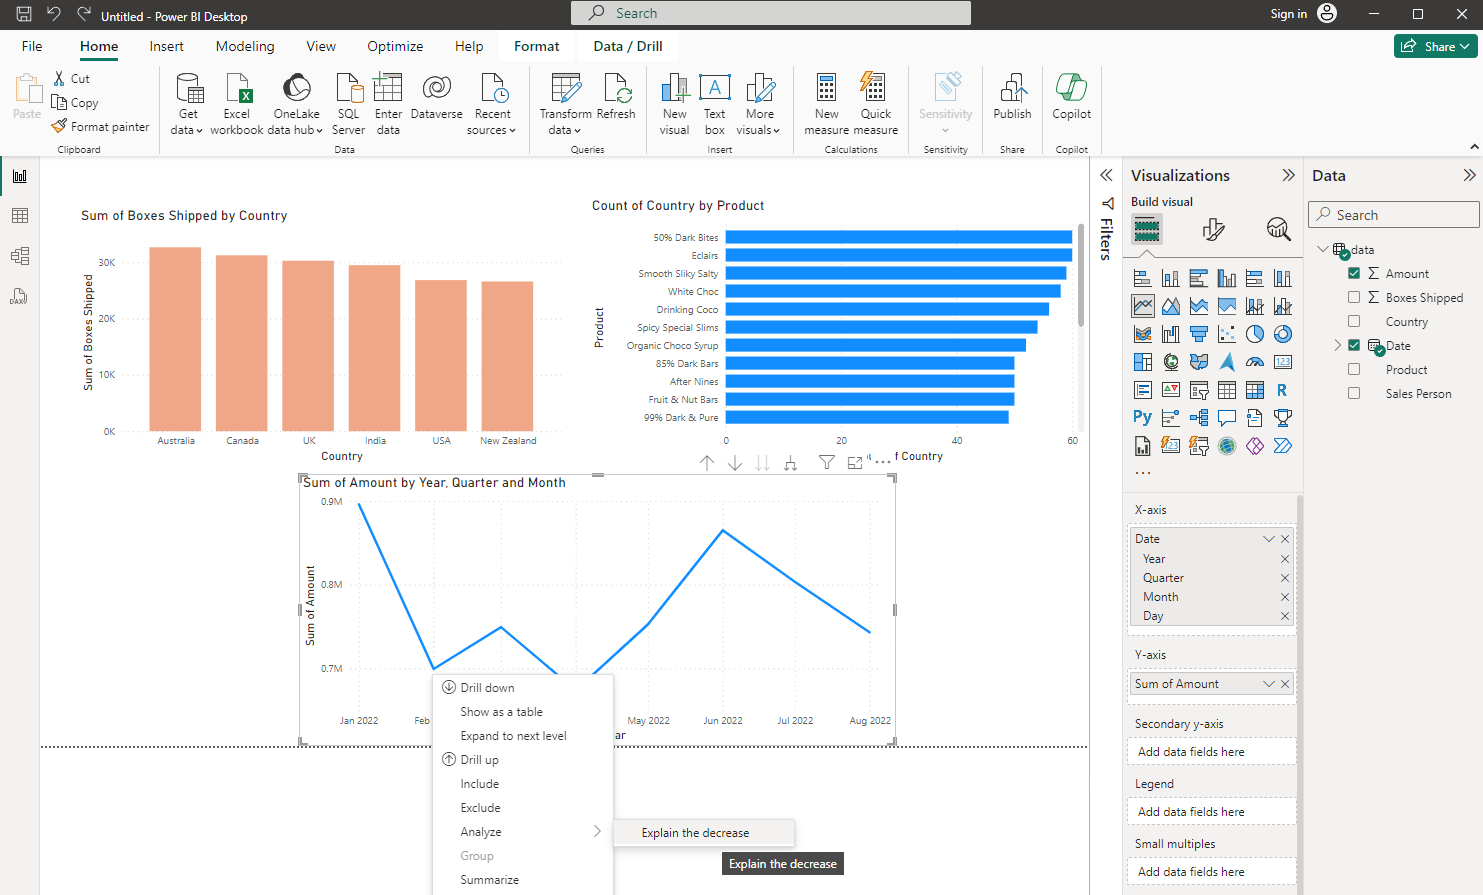 Untitled - Power BI Desktop
Search
Sign in
File Home Insert Modeling View Optimize Help Format Data / Drill
Share
Paste
Cut
Copy
Format painter
Clipboard
Get data
Excel workbook
OneLake data hub
SQL Server
Enter data
Dataverse
Recent sources
Data
Transform data
Refresh
Queries
New visual
Text box
More visuals
Insert
New measure
Quick measure
Calculations
Sensitivity
Sensitivity
Publish
Share
Copilot
Copilot
Sum of Boxes Shipped by Country
Sum of Boxes Shipped
30K
20K
10K
0K
Australia Canada UK India USA New Zealand
Country
Count of Country by Product
Product
50% Dark Bites
Eclairs
Smooth Sliky Salty
White Choc
Drinking Coco
Spicy Special Slims
Organic Choco Syrup
85% Dark Bars
After Nines
Fruit & Nut Bars
99% Dark & Pure
0 20 40 60
f Country
Sum of Amount by Year, Quarter and Month
Sum of Amount
0.9M
0.8M
0.7M
Jan 2022 Feb May 2022 Jun 2022 Jul 2022 Aug 2022
ar
Drill down
Show as a table
Expand to next level
Drill up
Include
Exclude
Analyze
Group
Summarize
Explain the decrease
Explain the decrease
Filters
Visualizations
Build visual
123
R
Py
123
X-axis
Date
Year
Quarter
Month
Day
Y-axis
Sum of Amount
Secondary y-axis
Add data fields here
Legend
Add data fields here
Small multiples
Add data fields here
Data
Search
data
Amount
Boxes Shipped
Country
Date
Product
Sales Person